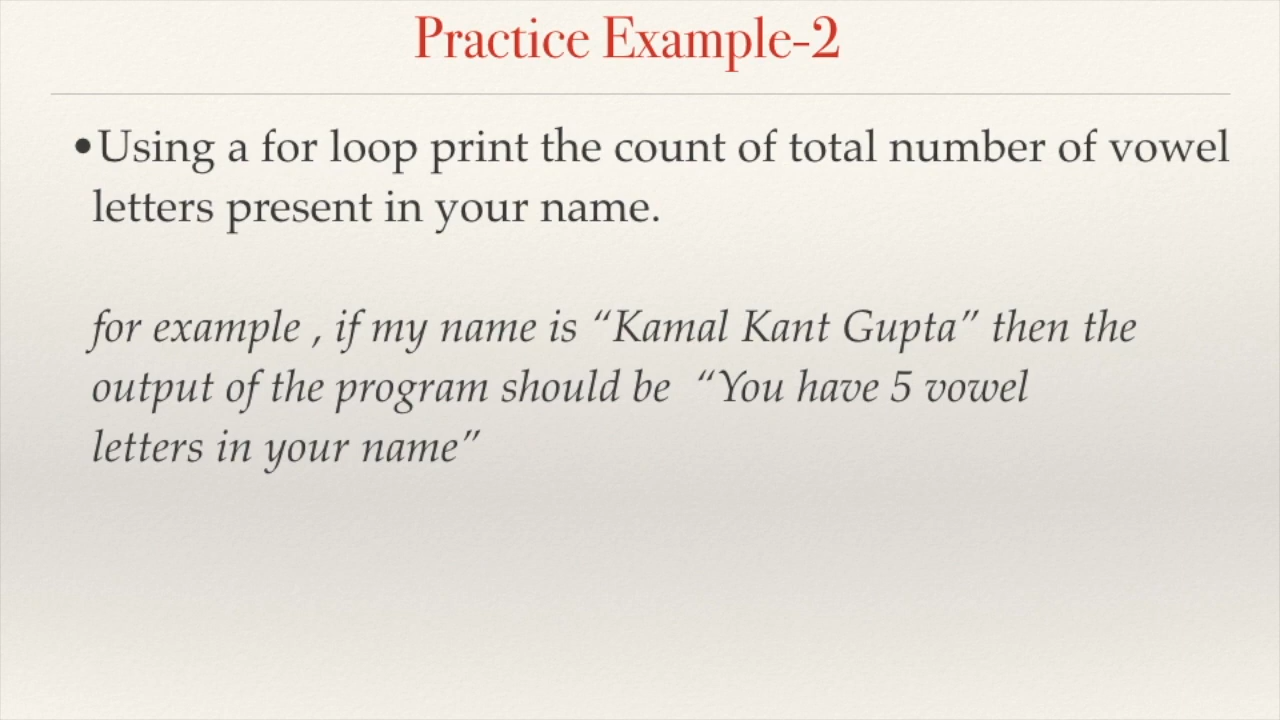 Practice Example-2
•Using a for loop print the count of total number of vowel
letters present in your name.
for example , if my name is “Kamal Kant Gupta” then the
output of the program should be “You have 5 vowel
letters in your name”